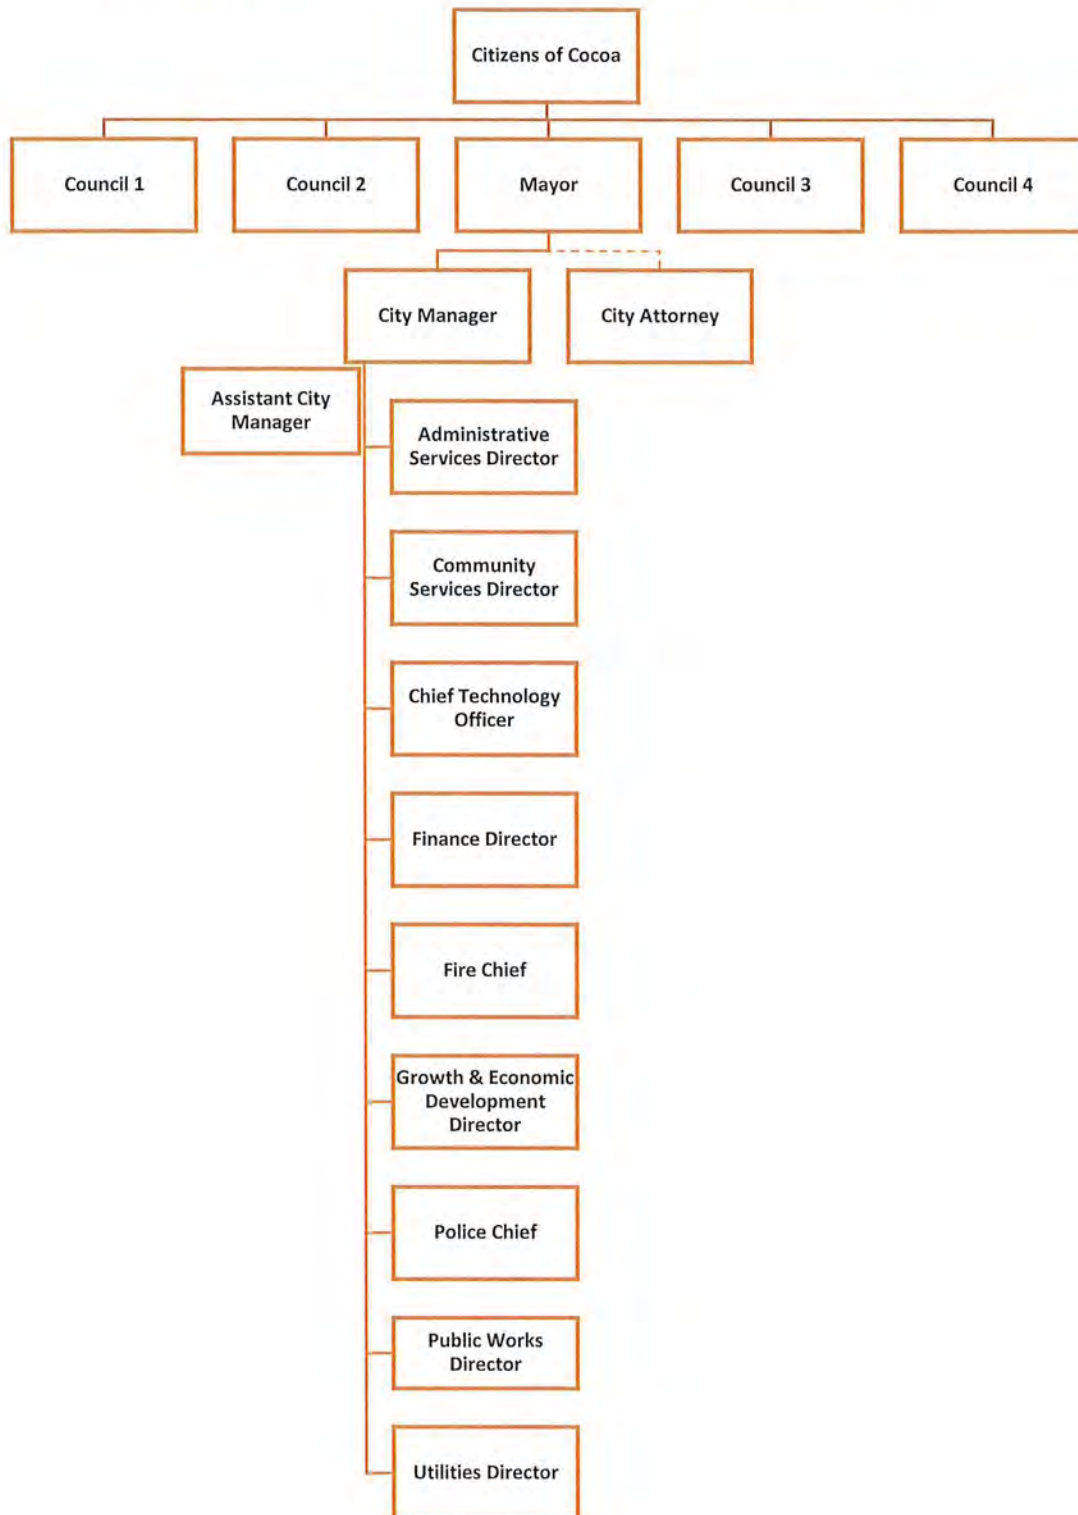 Citizens of Cocoa
Council 1
Council 2
Mayor
Council 3
Council 4
City Manager
City Attorney
Assistant City
Manager
Administrative
Services Director
Community
Services Director
Chief Technology
Officer
Finance Director
Fire Chief
Growth & Economic
Development
Director
Police Chief
Public Works
Director
Utilities Director